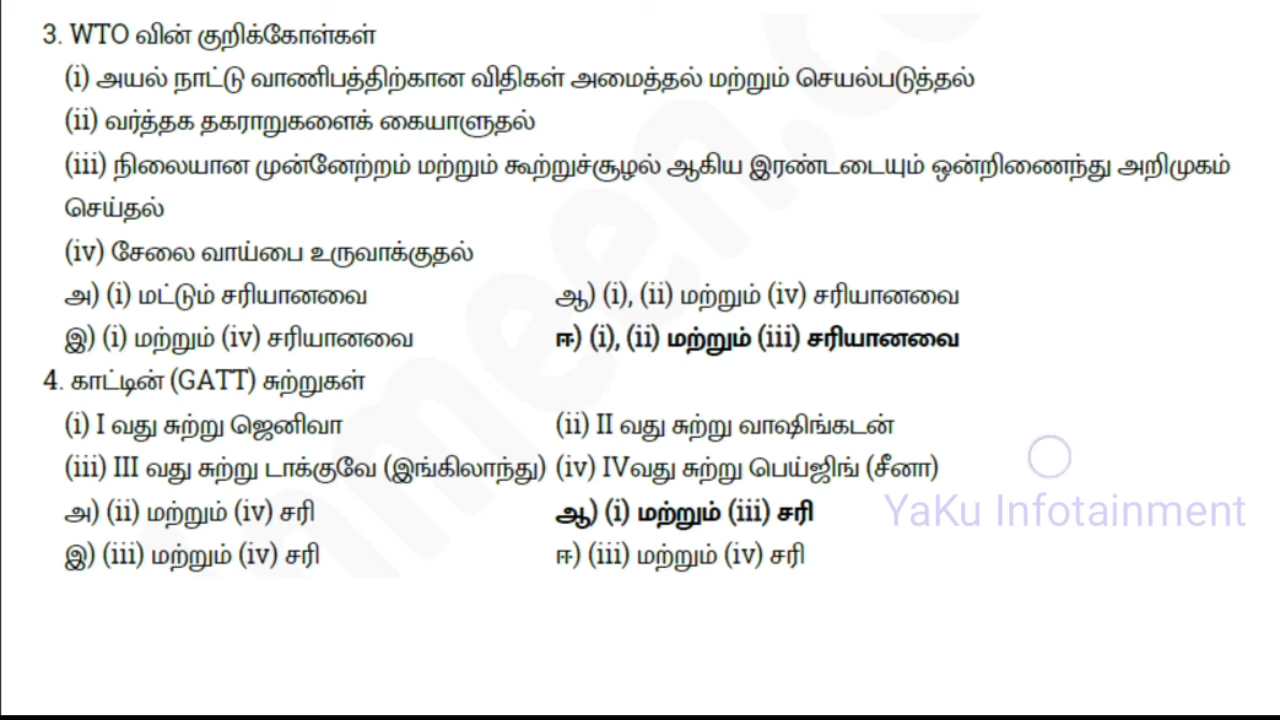 3. WTO வின் குறிக்கோள்கள்
(i) அயல் நாட்டு வாணிபத்திற்கான விதிகள் அமைத்தல் மற்றும் செயல்படுத்தல்
(ii) வர்த்தக தகராறுகளைக் கையாளுதல்
(iii) நிலையான முன்னேற்றம் மற்றும் கூற்றுச்சூழல் ஆகிய இரண்டடையும் ஒன்றிணைந்து அறிமுகம்
செய்தல்
(iv) சேலை வாய்பை உருவாக்குதல்
அ) (i) மட்டும் சரியானவை ஆ) (i), (ii) மற்றும் (iv) சரியானவை
இ) (i) மற்றும் (iv) சரியானவை ஈ) (i), (ii) மற்றும் (iii) சரியானவை
4. காட்டின் (GATT) சுற்றுகள்
(i) I வது சுற்று ஜெனிவா (ii) II வது சுற்று வாஷிங்கடன்
(iii) III வது சுற்று டாக்குவே (இங்கிலாந்து) (iv) IVவது சுற்று பெய்ஜிங் (சீனா)
அ) (ii) மற்றும் (iv) சரி ஆ) (i) மற்றும் (iii) சரி
YaKu Infotainment
இ) (iii) மற்றும் (iv) சரி ஈ) (iii) மற்றும் (iv) சரி